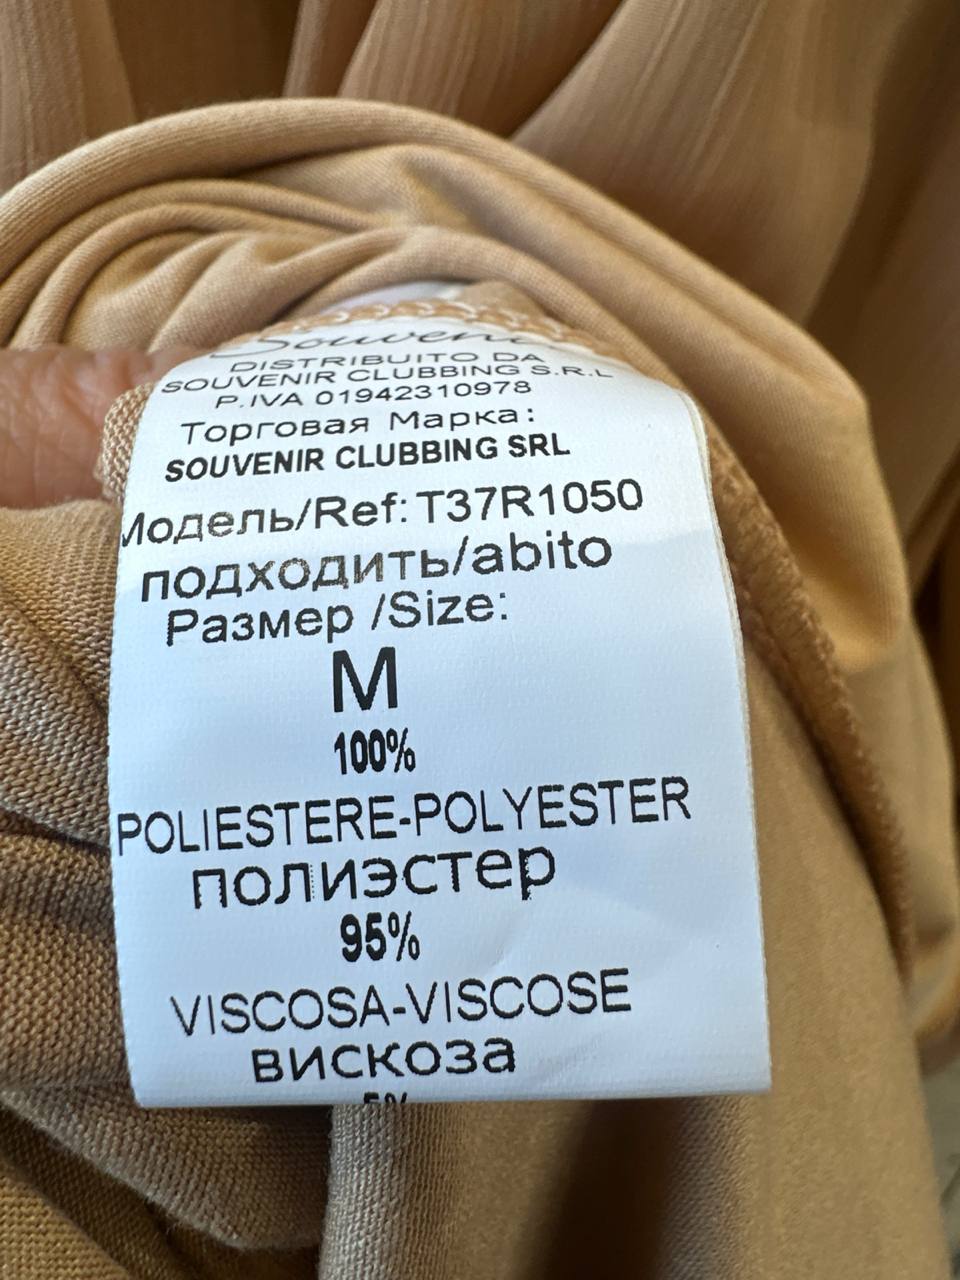 DISTRIBUITO DA
SOUVENIR CLUBBING S.R.L
P.IVA 01942310978
Торговая Марка:
SOUVENIR CLUBBING SRL
Модель/Ref: T37R1050
подходить/abito
Размер /Size:
M
100%
POLIESTERE-POLYESTER
полиэстер
95%
VISCOSA-VISCOSE
вискоза
5%